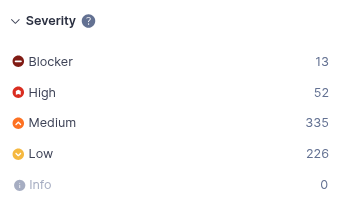 Severity ?
Blocker 13
High 52
Medium 335
Low 226
Info 0